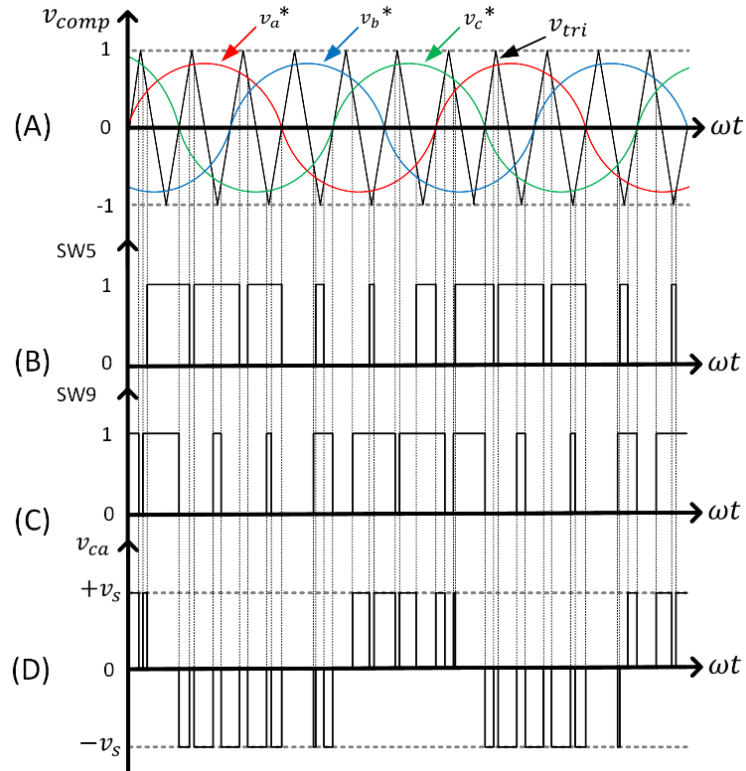 v_comp v_a* v_b* v_c* v_tri
1
(A) 0 ωt
-1
SW5
1
(B) 0 ωt
SW9
1
(C) 0 ωt
v_ca
+v_s
(D) 0 ωt
−v_s